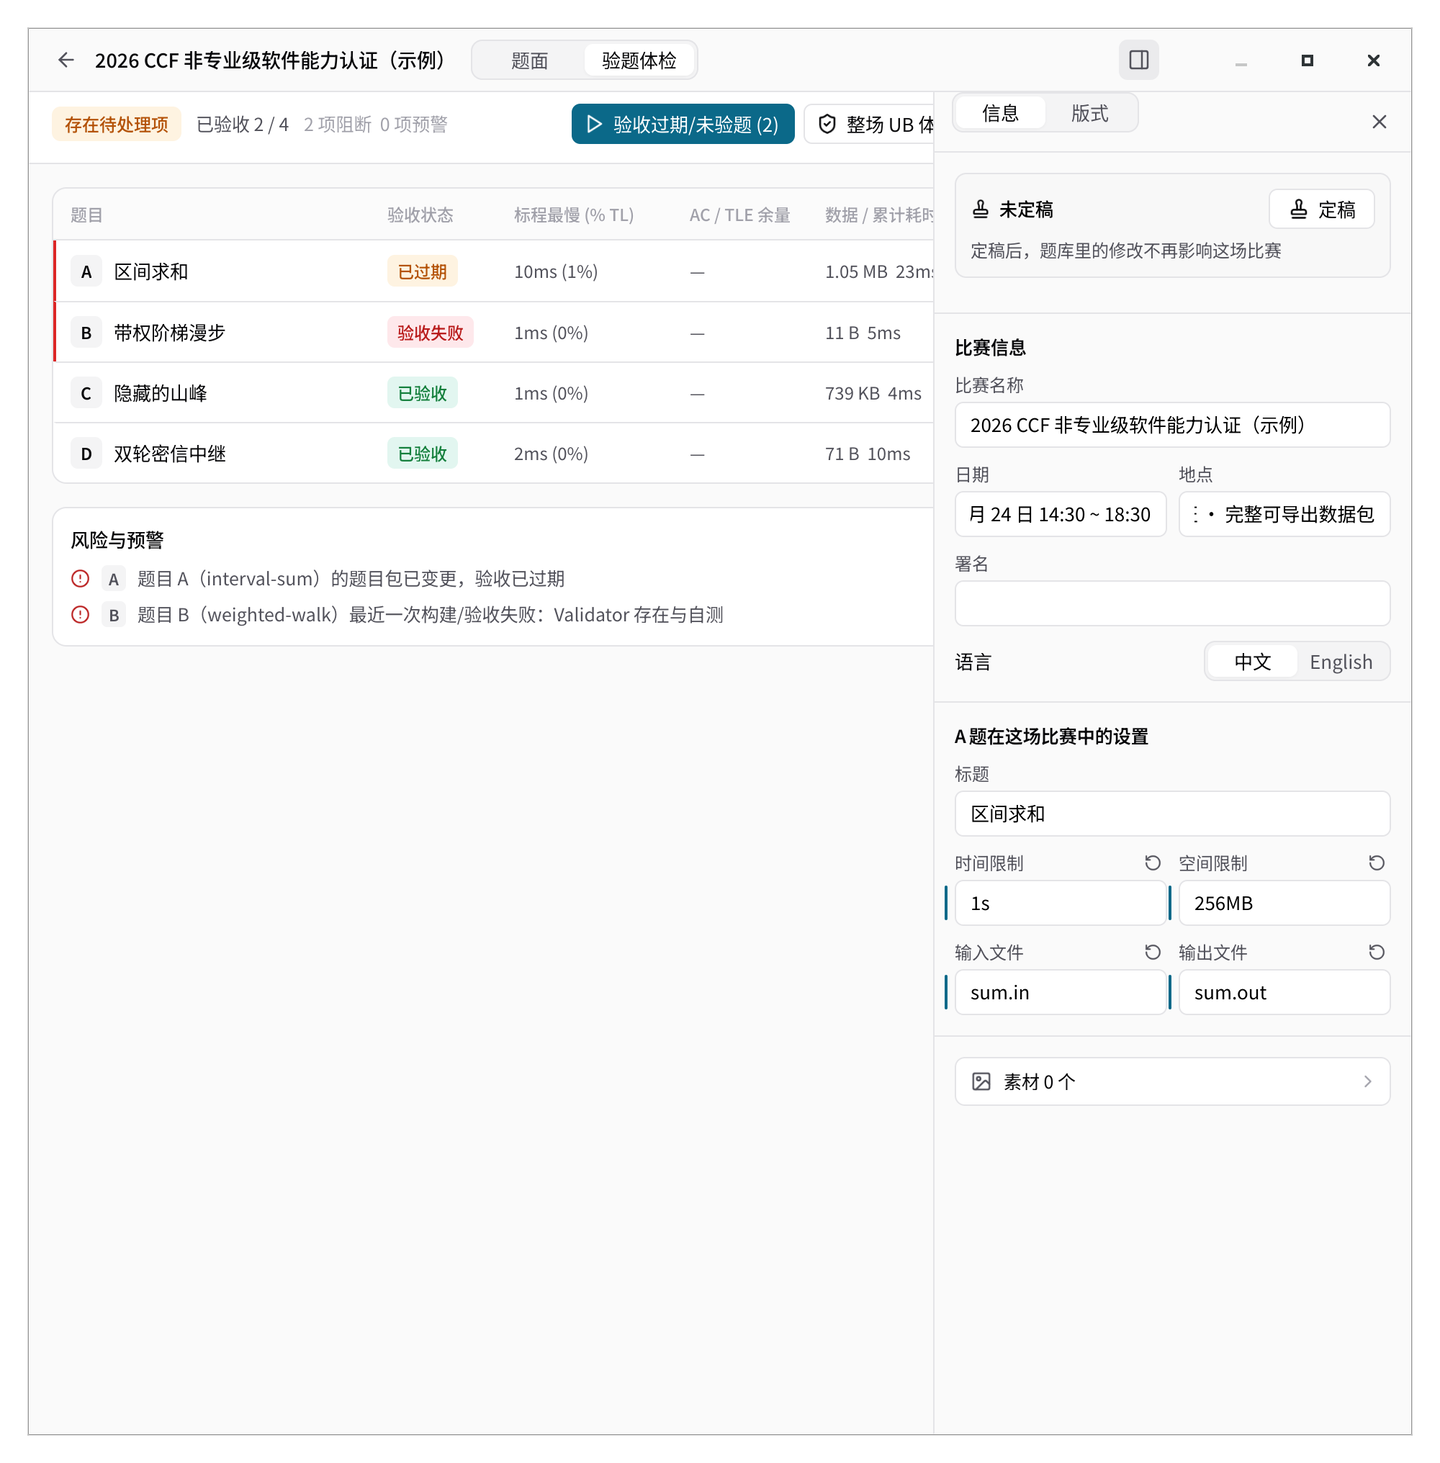 2026 CCF 非专业级软件能力认证（示例） 题面 验题体检
存在待处理项 已验收 2 / 4 2 项阻断 0 项预警 验收过期/未验题 (2) 整场 UB 体
题目 验收状态 标程最慢 (% TL) AC / TLE 余量 数据 / 累计耗时
A 区间求和 已过期 10ms (1%) — 1.05 MB 23ms
B 带权阶梯漫步 验收失败 1ms (0%) — 11 B 5ms
C 隐藏的山峰 已验收 1ms (0%) — 739 KB 4ms
D 双轮密信中继 已验收 2ms (0%) — 71 B 10ms
风险与预警
A 题目 A（interval-sum）的题目包已变更，验收已过期
B 题目 B（weighted-walk）最近一次构建/验收失败：Validator 存在与自测
信息 版式
未定稿 定稿
定稿后，题库里的修改不再影响这场比赛
比赛信息
比赛名称
2026 CCF 非专业级软件能力认证（示例）
日期 地点
月 24 日 14:30 ~ 18:30 · 完整可导出数据包
署名
语言 中文 English
A 题在这场比赛中的设置
标题
区间求和
时间限制 空间限制
1s 256MB
输入文件 输出文件
sum.in sum.out
素材 0 个